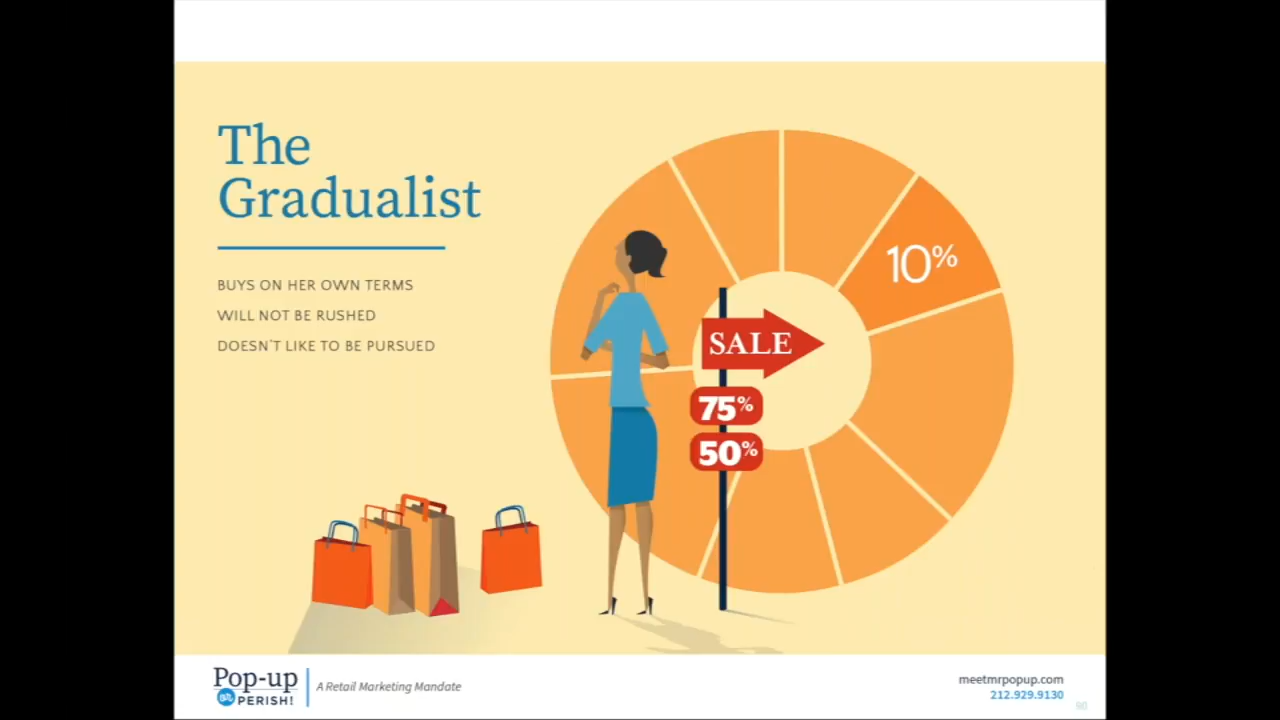 The
Gradualist
BUYS ON HER OWN TERMS
WILL NOT BE RUSHED
DOESN'T LIKE TO BE PURSUED
10%
SALE
75%
50%
Pop-up
or PERISH!
A Retail Marketing Mandate
meetmrpopup.com
212.929.9130